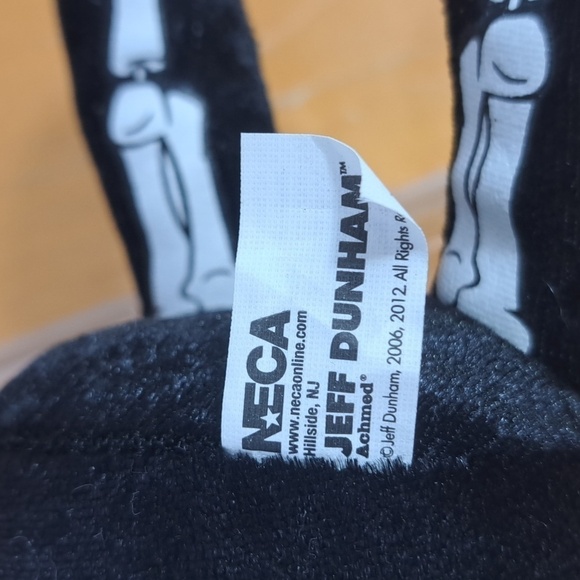 NECA
www.necaonline.com
Hillside, NJ
JEFF DUNHAM™
Achmed®
©Jeff Dunham, 2006, 2012. All Rights